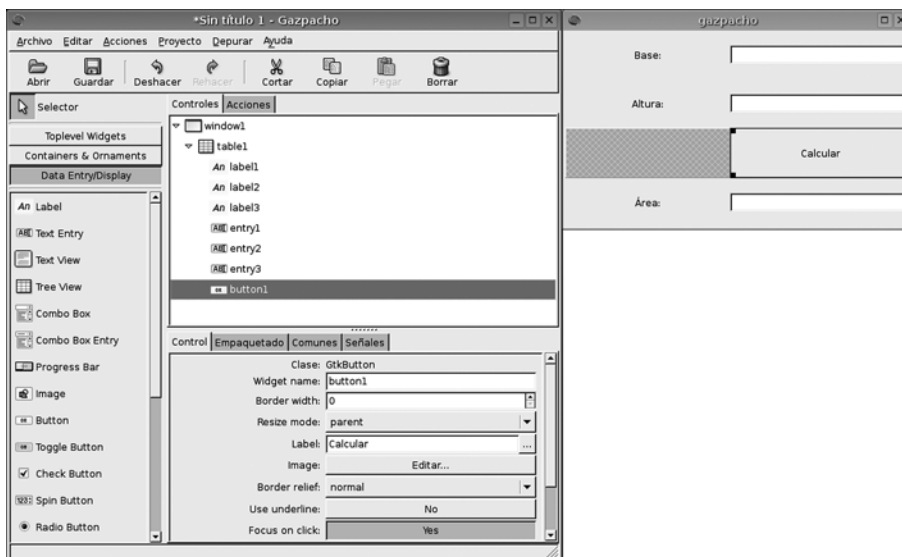 *Sin título 1 - Gazpacho
Archivo Editar Acciones Proyecto Depurar Ayuda
Abrir Guardar Deshacer Rehacer Cortar Copiar Pegar Borrar
Selector
Toplevel Widgets
Containers & Ornaments
Data Entry/Display
An Label
ABC Text Entry
Text View
Tree View
Combo Box
Combo Box Entry
Progress Bar
Image
Button
Toggle Button
Check Button
Spin Button
Radio Button
Controles Acciones
window1
table1
An label1
An label2
An label3
entry1
entry2
entry3
button1
Control Empaquetado Comunes Señales
Clase: GtkButton
Widget name: button1
Border width: 0
Resize mode: parent
Label: Calcular ...
Image: Editar...
Border relief: normal
Use underline: No
Focus on click: Yes
gazpacho
Base:
Altura:
Calcular
Área: